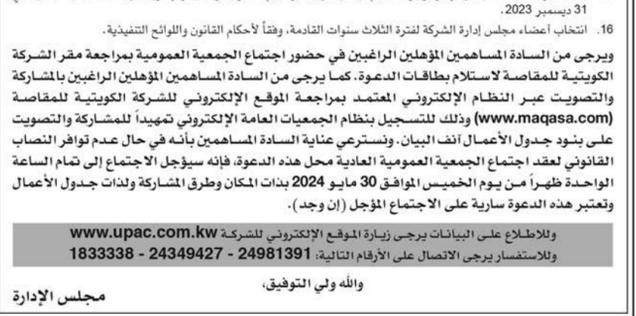 31 ديسمبر 2023.
16. انتخاب أعضاء مجلس إدارة الشركة لفترة الثلاث سنوات القادمة، وفقاً لأحكام القانون واللوائح التنفيذية.
ويرجى من السادة المساهمين المؤهلين الراغبين في حضور اجتماع الجمعية العمومية بمراجعة مقر الشركة
الكويتية للمقاصة لاستلام بطاقات الدعوة. كما يرجى من السادة المساهمين المؤهلين الراغبين بالمشاركة
والتصويت عبر النظام الإلكتروني المعتمد بمراجعة الموقع الإلكتروني للشركة الكويتية للمقاصة
(www.maqasa.com) وذلك للتسجيل بنظام الجمعيات العامة الإلكتروني تمهيداً للمشاركة والتصويت
على بنود جدول الأعمال آنف البيان. ونسترعي عناية السادة المساهمين بأنه في حال عدم توافر النصاب
القانوني لعقد اجتماع الجمعية العمومية العادية محل هذه الدعوة، فإنه سيؤجل الاجتماع إلى تمام الساعة
الواحدة ظهراً من يوم الخميس الموافق 30 مايو 2024 بذات المكان وطرق المشاركة ولذات جدول الأعمال
وتعتبر هذه الدعوة سارية على الاجتماع المؤجل (إن وجد).
وللاطلاع على البيانات يرجى زيارة الموقع الإلكتروني للشركة www.upac.com.kw
وللاستفسار يرجى الاتصال على الأرقام التالية: 24981391 - 24349427 - 1833338
والله ولي التوفيق،
مجلس الإدارة